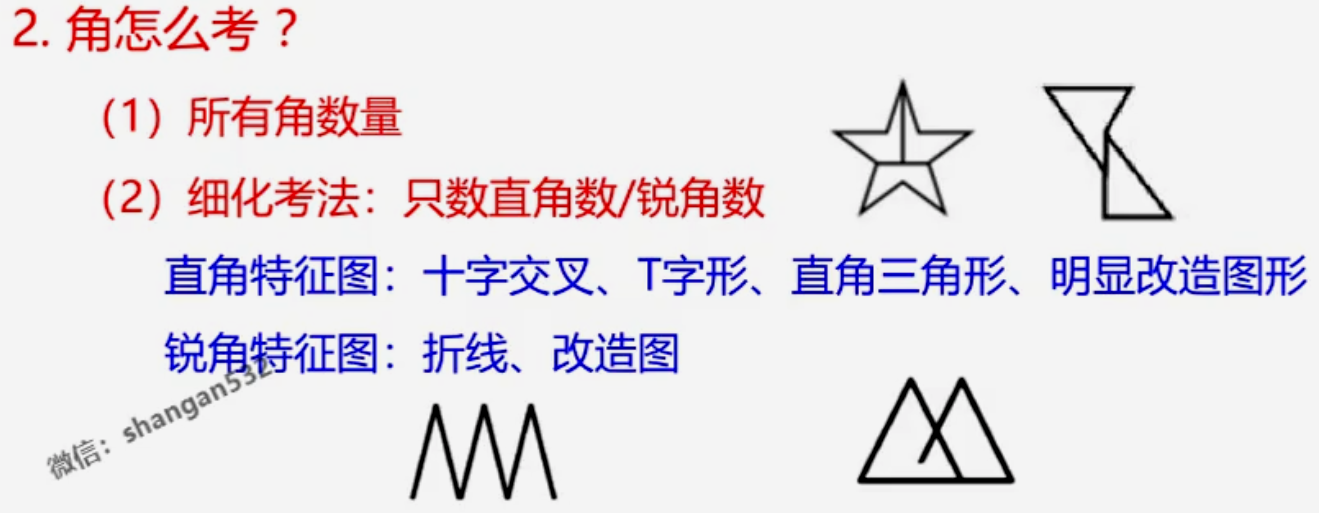 2. 角怎么考？
（1）所有角数量
（2）细化考法：只数直角数/锐角数
直角特征图：十字交叉、T字形、直角三角形、明显改造图形
锐角特征图：折线、改造图
微信：shangan532